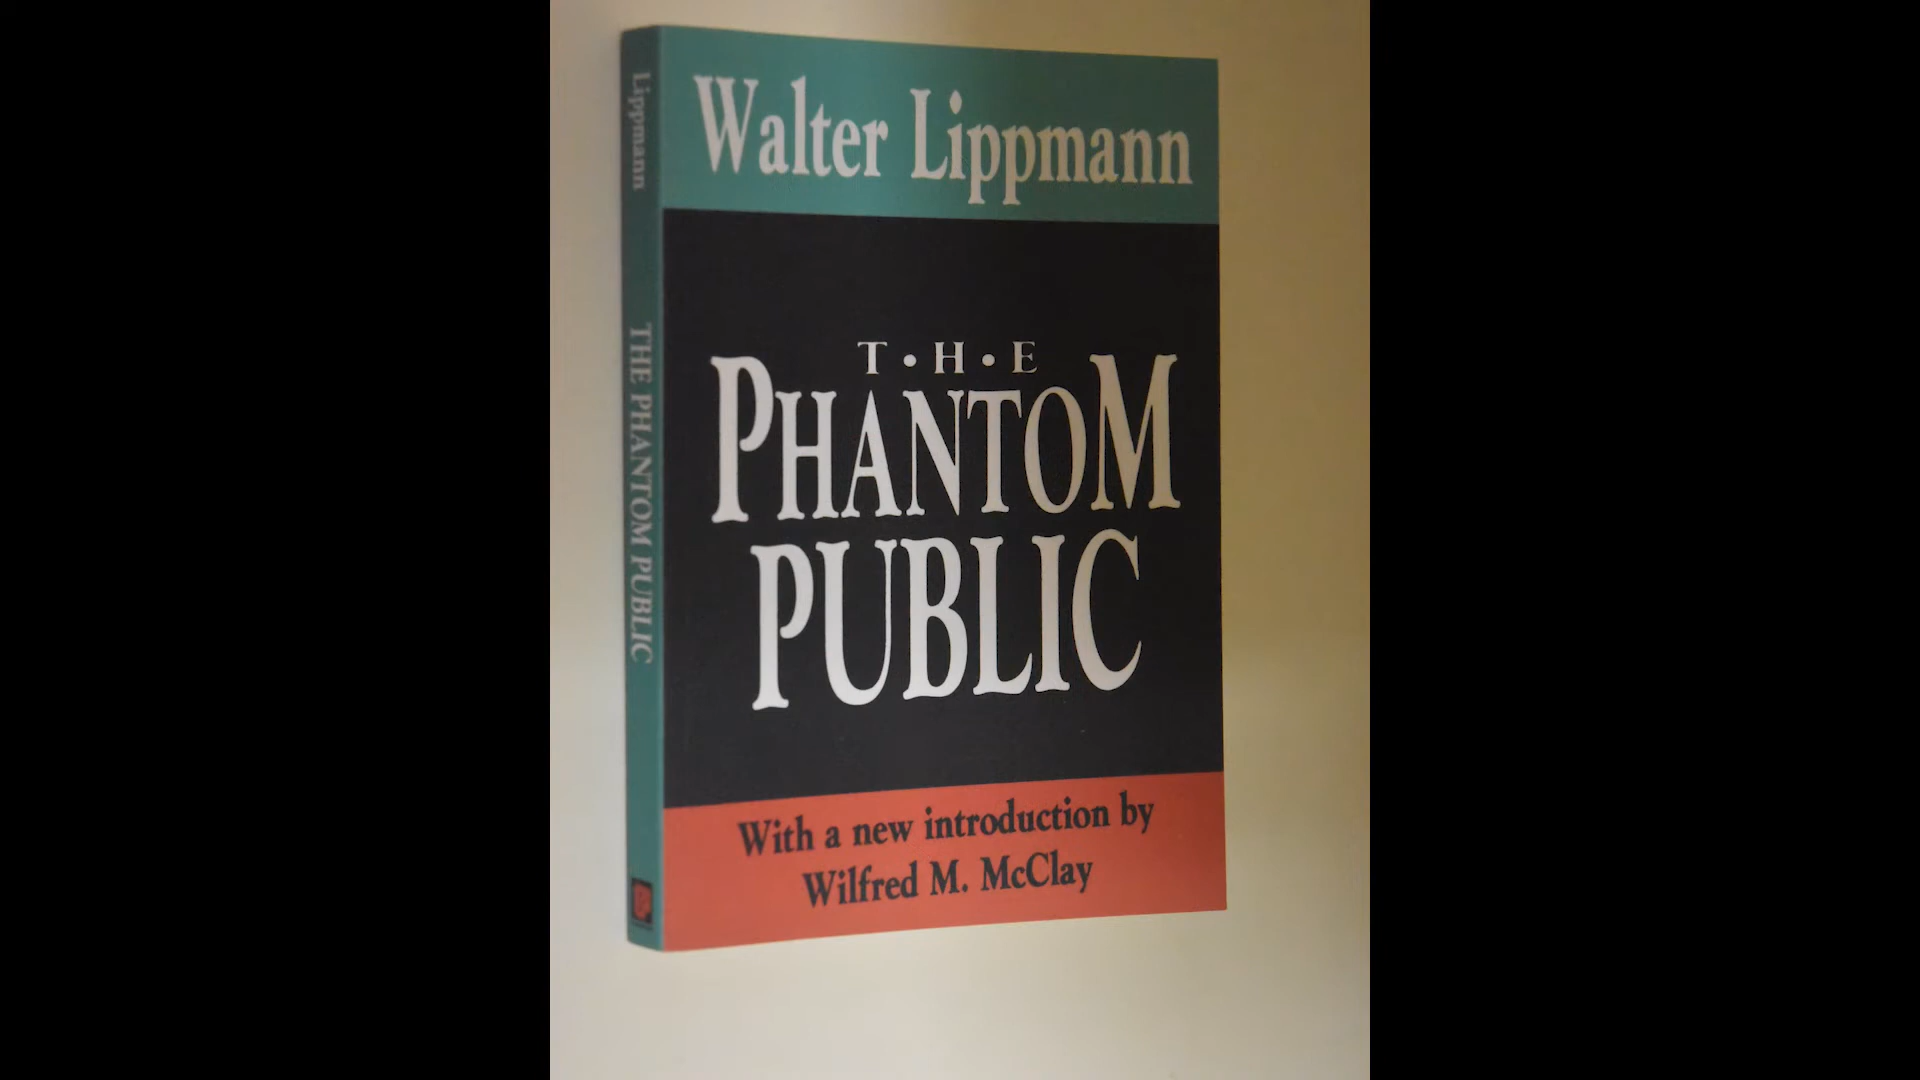 Walter Lippmann
T•H•E
PHANTOM
PUBLIC
With a new introduction by
Wilfred M. McClay
Lippmann
THE PHANTOM PUBLIC